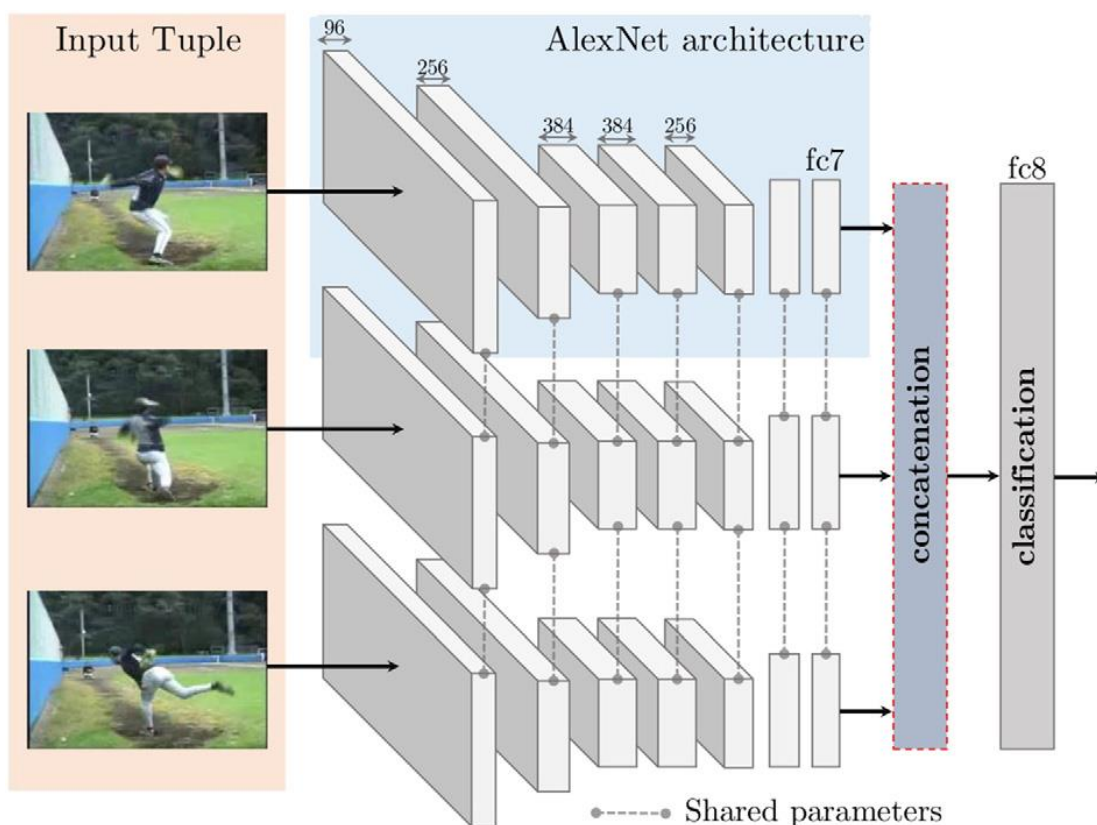 Input Tuple
AlexNet architecture
96
256
384
384
256
fc7
fc8
concatenation
classification
Shared parameters